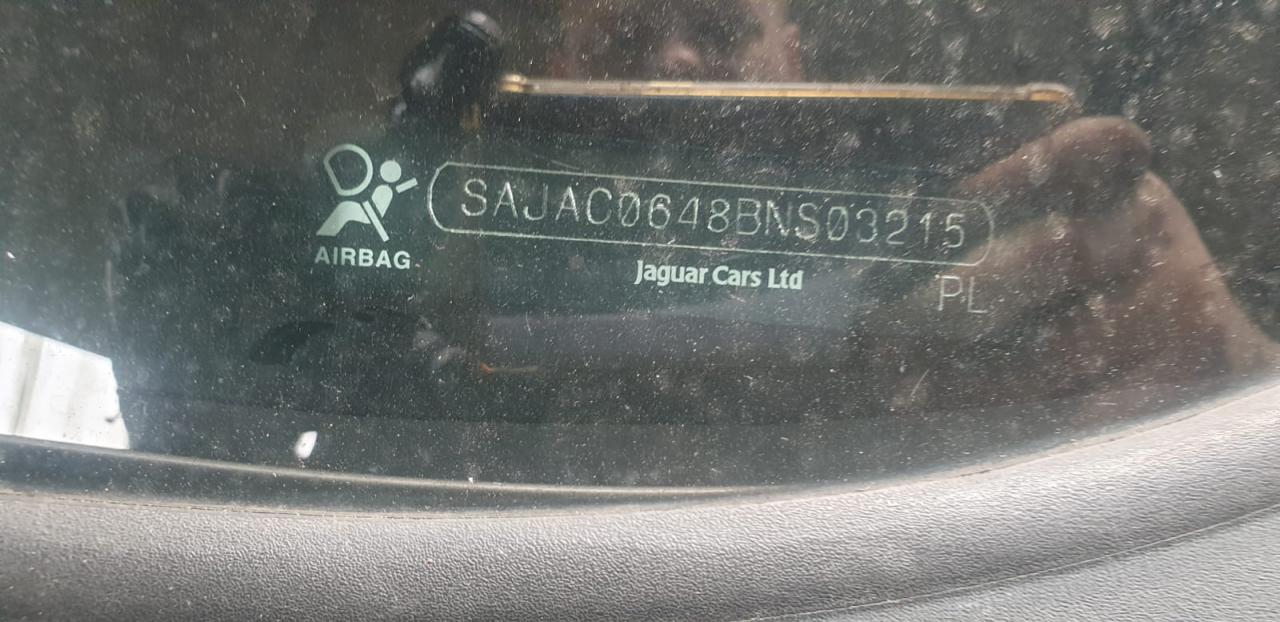 SAJAC0648BNS03215
AIRBAG
Jaguar Cars Ltd
PL